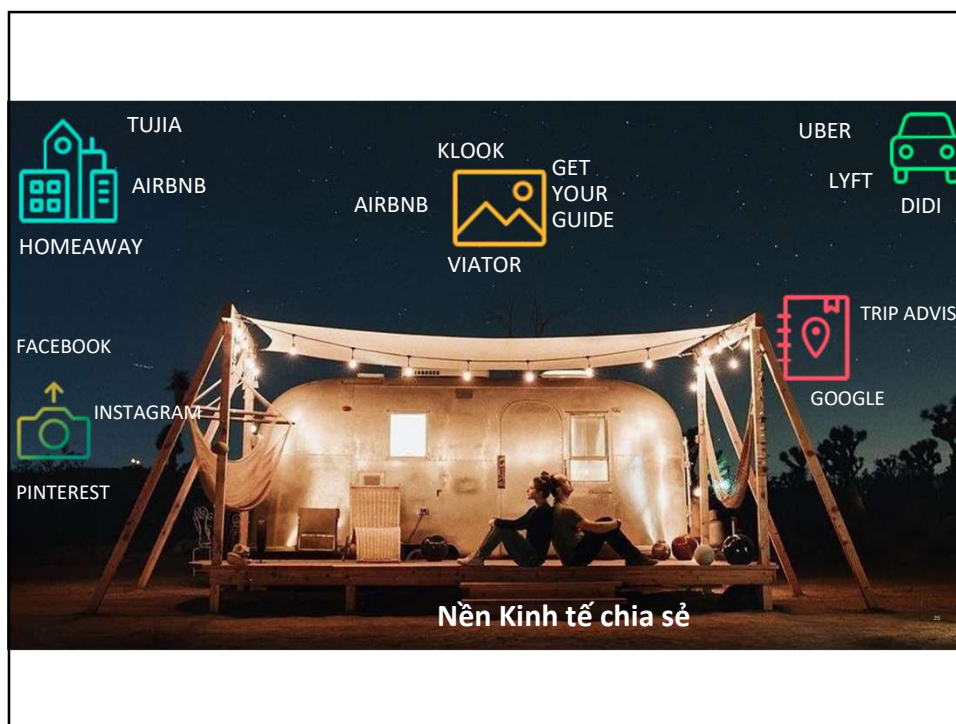 TUJIA
AIRBNB
HOMEAWAY
KLOOK
AIRBNB
GET
YOUR
GUIDE
VIATOR
UBER
LYFT
DIDI
FACEBOOK
INSTAGRAM
PINTEREST
TRIP ADVIS
GOOGLE
Nền Kinh tế chia sẻ
26